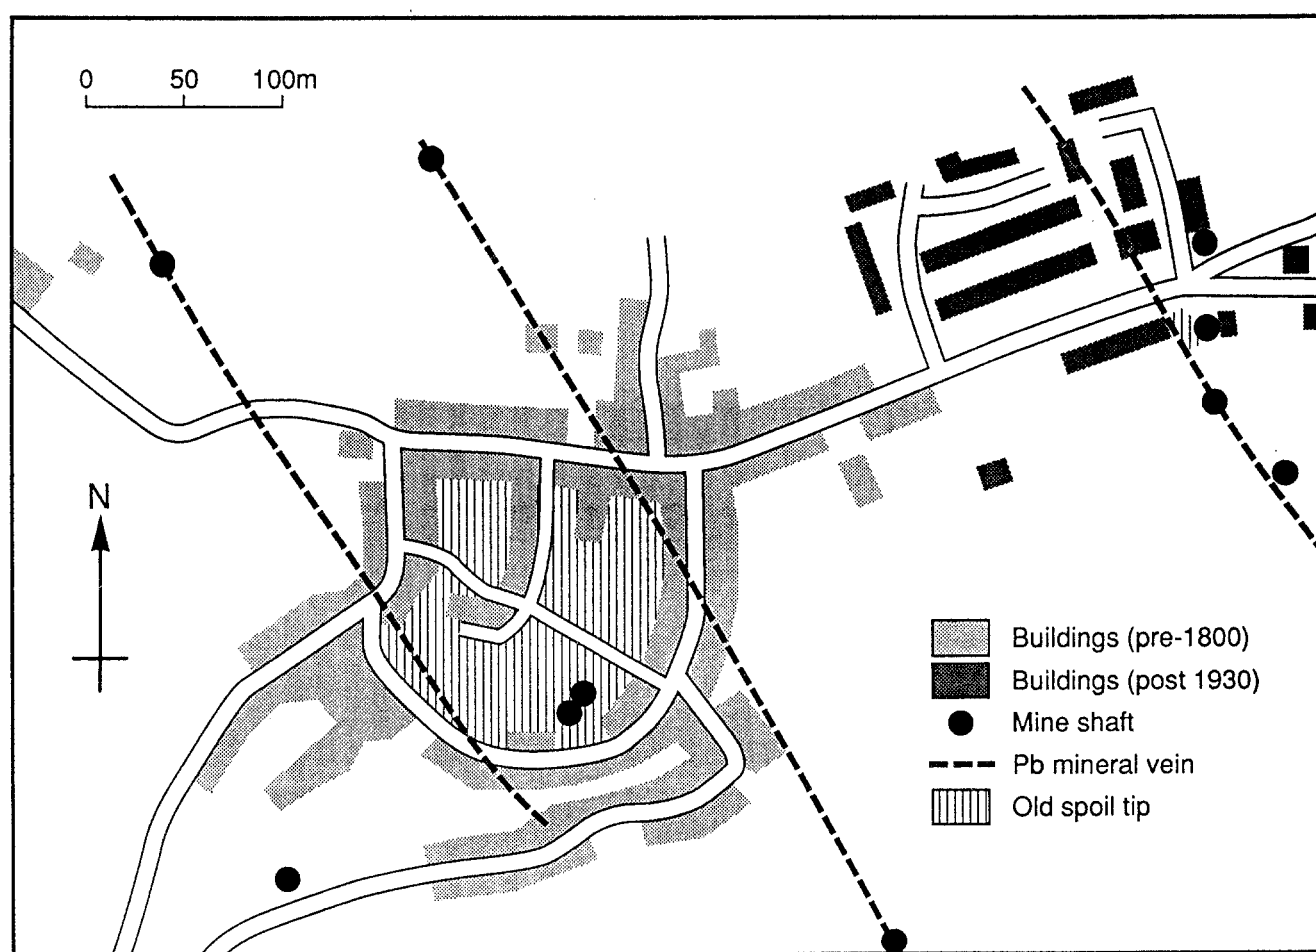 0 50 100m
N
Buildings (pre-1800)
Buildings (post 1930)
Mine shaft
Pb mineral vein
Old spoil tip